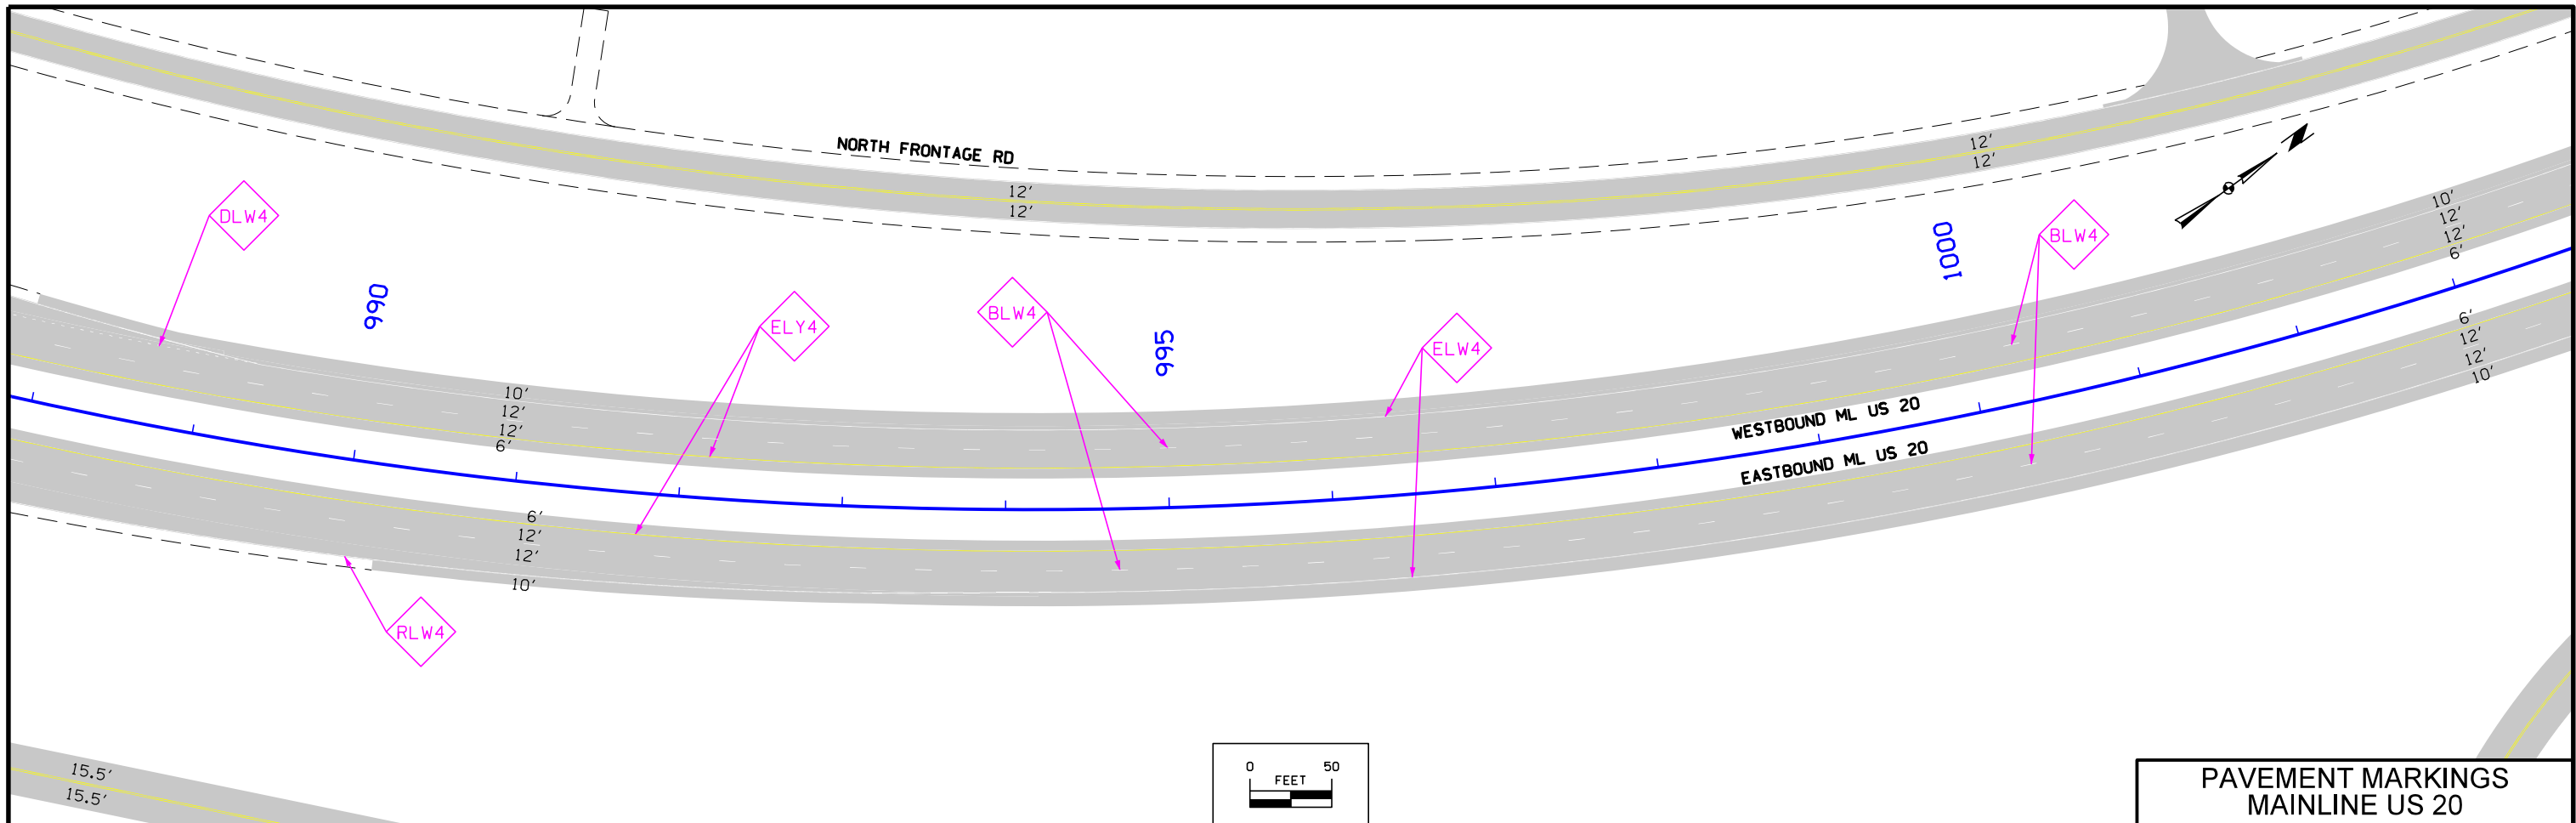 NORTH FRONTAGE RD
12'
12'
12'
12'
DLW4
990
ELY4
BLW4
995
ELW4
1000
BLW4
10'
12'
12'
6'
6'
12'
12'
10'
10'
12'
12'
6'
WESTBOUND ML US 20
EASTBOUND ML US 20
6'
12'
12'
10'
RLW4
15.5'
15.5'
0 50
FEET
PAVEMENT MARKINGS
MAINLINE US 20